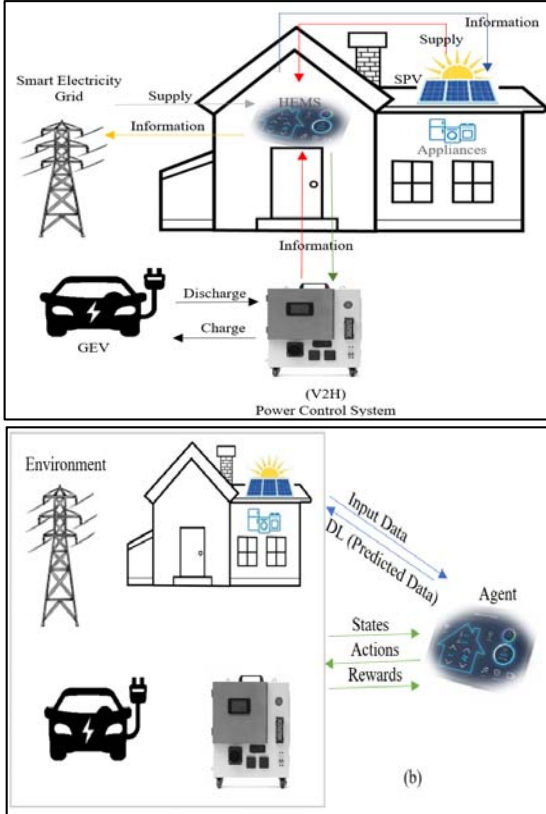 Information
Supply
SPV
Smart Electricity
Grid
Supply
HEMS
Information
Appliances
Information
Discharge
Charge
GEV
(V2H)
Power Control System
Environment
Input Data
DL (Predicted Data)
Agent
States
Actions
Rewards
(b)